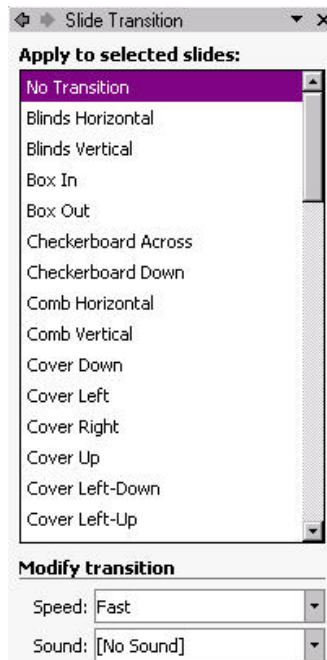 Slide Transition
Apply to selected slides:
No Transition
Blinds Horizontal
Blinds Vertical
Box In
Box Out
Checkerboard Across
Checkerboard Down
Comb Horizontal
Comb Vertical
Cover Down
Cover Left
Cover Right
Cover Up
Cover Left-Down
Cover Left-Up
Modify transition
Speed: Fast
Sound: [No Sound]